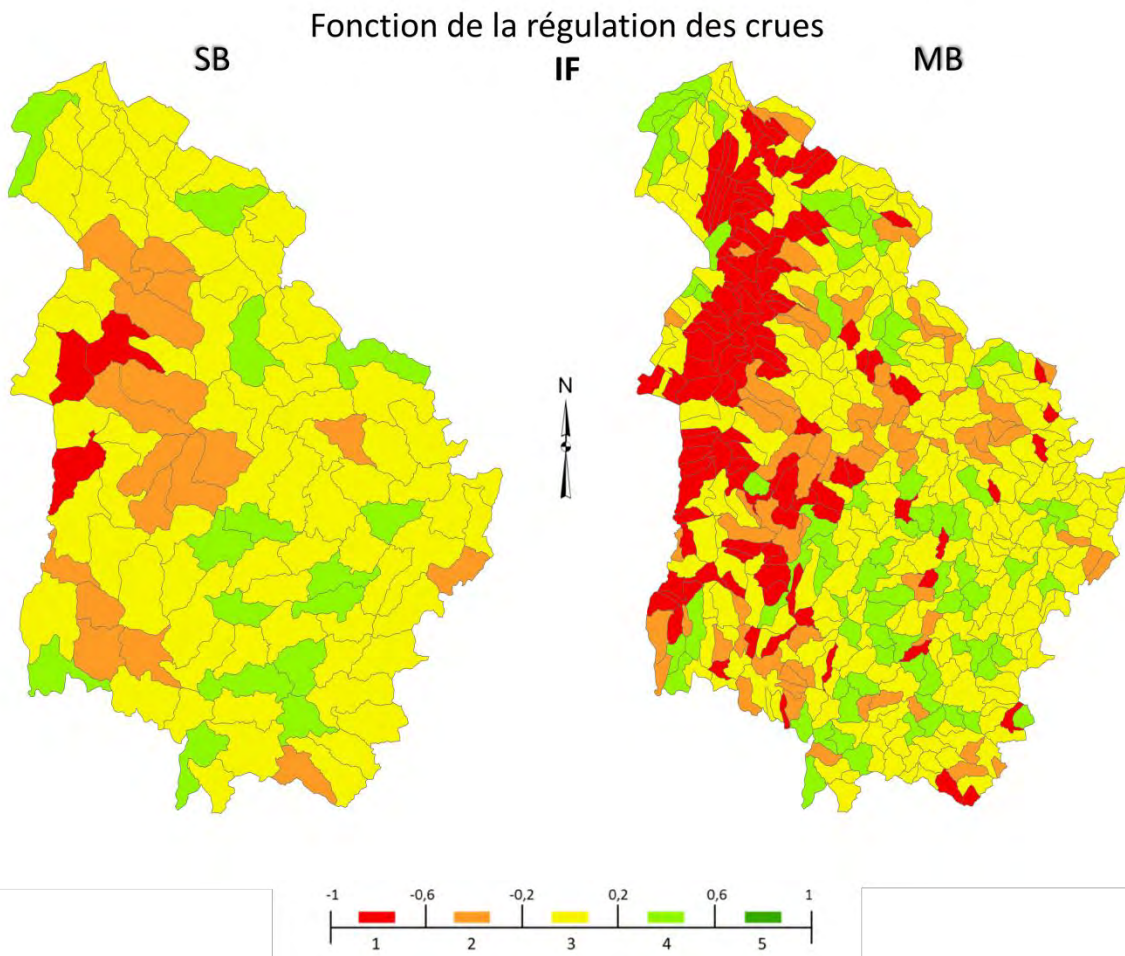 Fonction de la régulation des crues
SB
IF
MB
N
-1 -0,6 -0,2 0,2 0,6 1
1 2 3 4 5